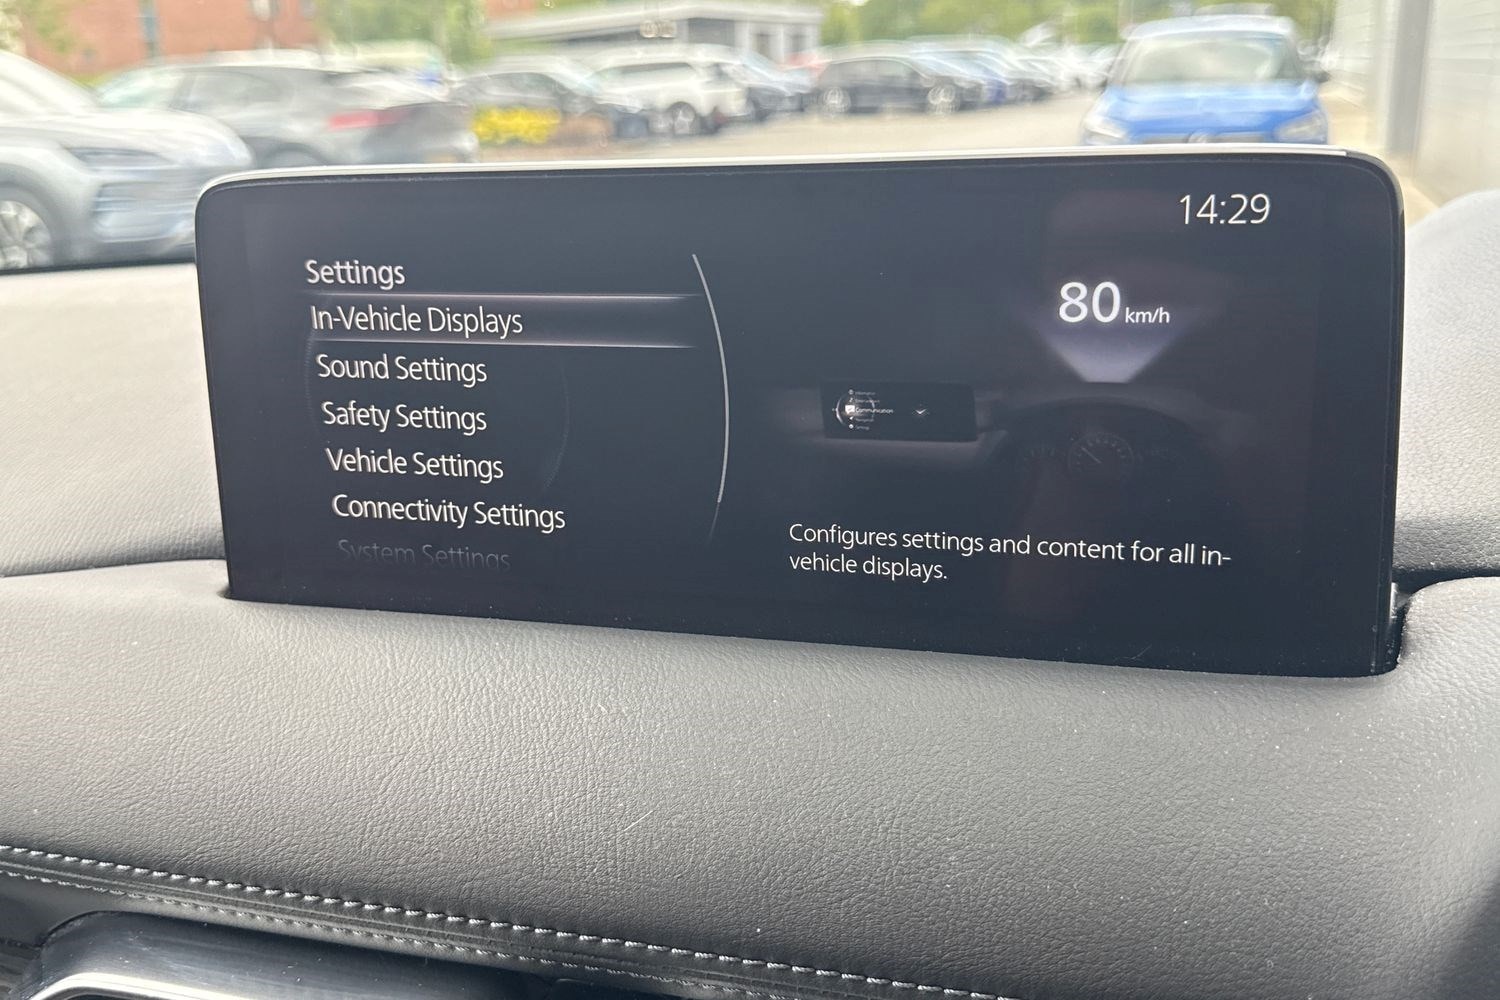 14:29
Settings
In-Vehicle Displays
Sound Settings
Safety Settings
Vehicle Settings
Connectivity Settings
System Settings
80 km/h
Communication
Configures settings and content for all in-
vehicle displays.